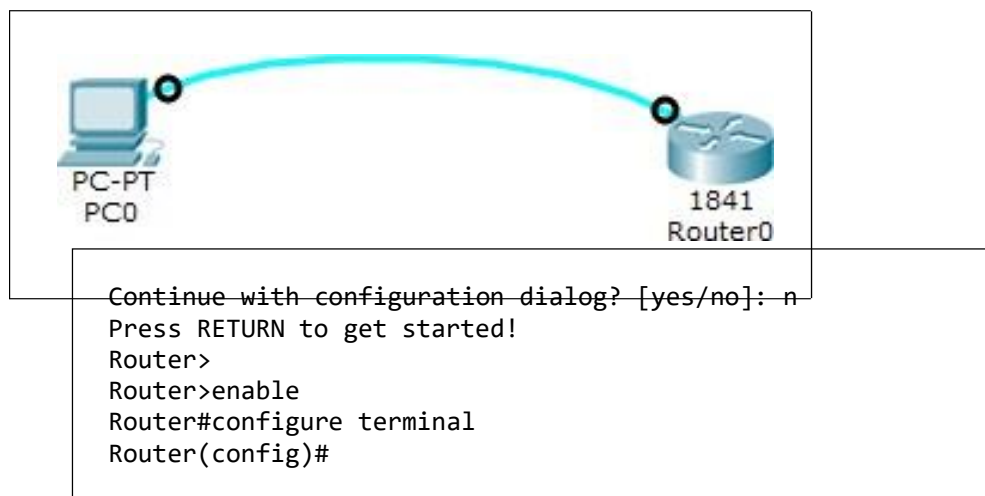 PC-PT
PC0
1841
Router0
Continue with configuration dialog? [yes/no]: n
Press RETURN to get started!
Router>
Router>enable
Router#configure terminal
Router(config)#